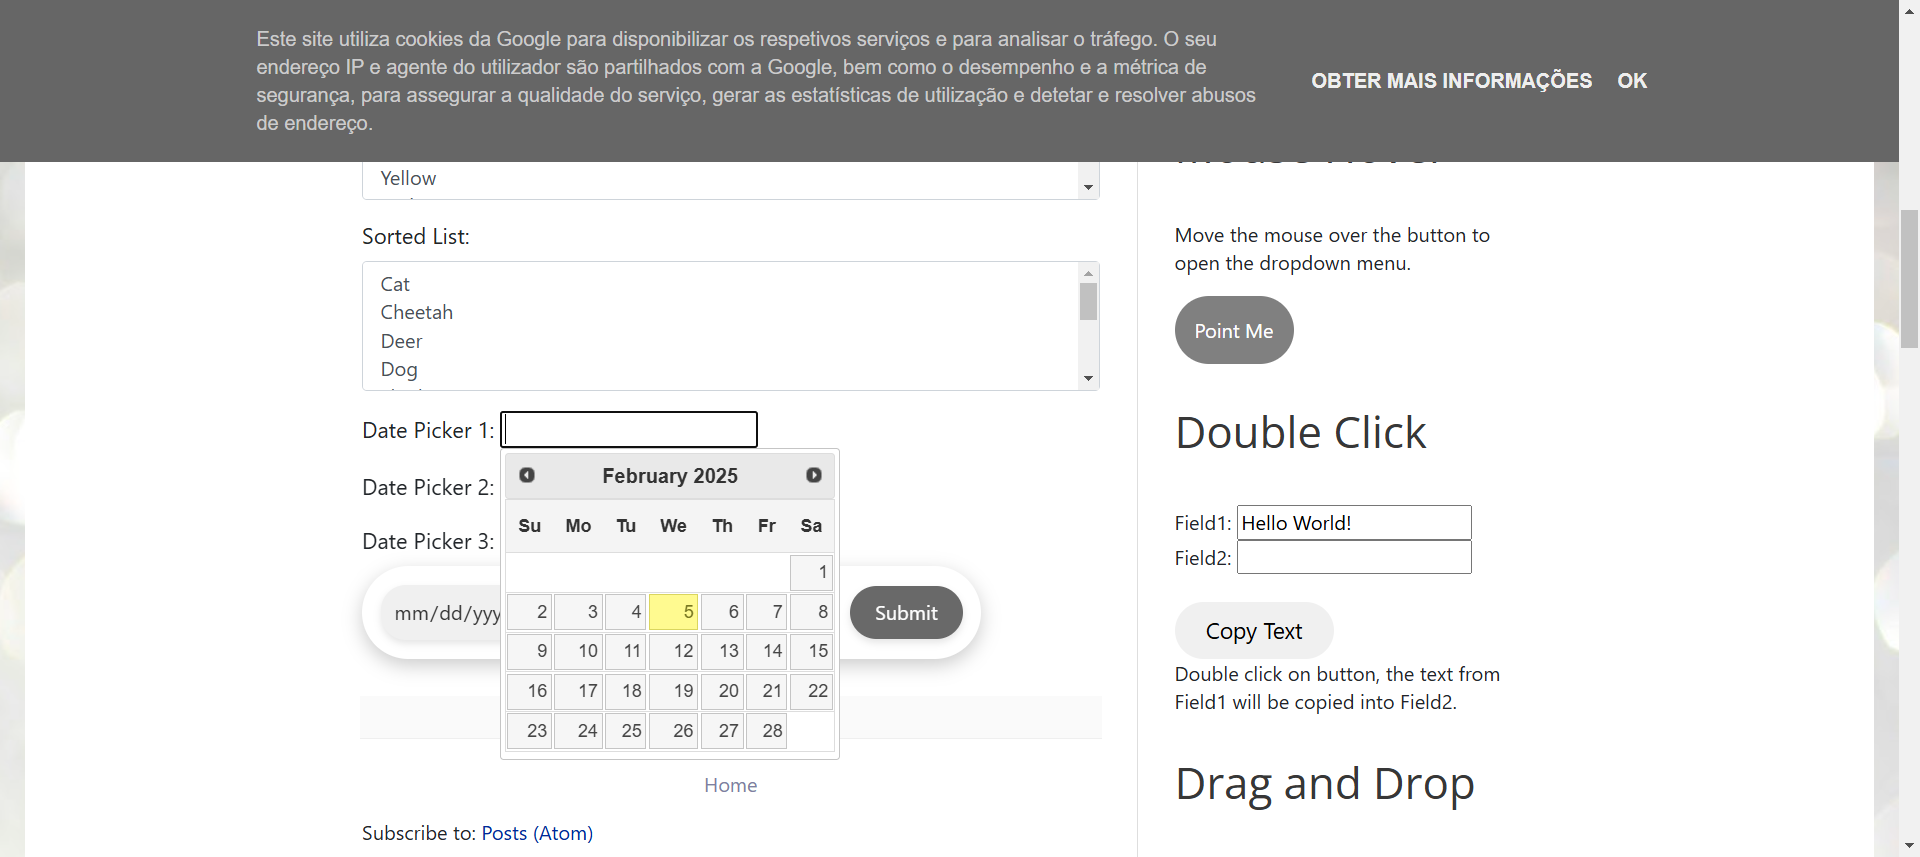 Este site utiliza cookies da Google para disponibilizar os respetivos serviços e para analisar o tráfego. O seu
endereço IP e agente do utilizador são partilhados com a Google, bem como o desempenho e a métrica de
segurança, para assegurar a qualidade do serviço, gerar as estatísticas de utilização e detetar e resolver abusos
de endereço.
OBTER MAIS INFORMAÇÕES OK
Yellow
Sorted List:
Cat
Cheetah
Deer
Dog
Date Picker 1:
Date Picker 2:
Date Picker 3:
February 2025
Su Mo Tu We Th Fr Sa
1
2 3 4 5 6 7 8
9 10 11 12 13 14 15
16 17 18 19 20 21 22
23 24 25 26 27 28
mm/dd/yyy
Submit
Home
Subscribe to: Posts (Atom)
Move the mouse over the button to
open the dropdown menu.
Point Me
Double Click
Field1: Hello World!
Field2:
Copy Text
Double click on button, the text from
Field1 will be copied into Field2.
Drag and Drop